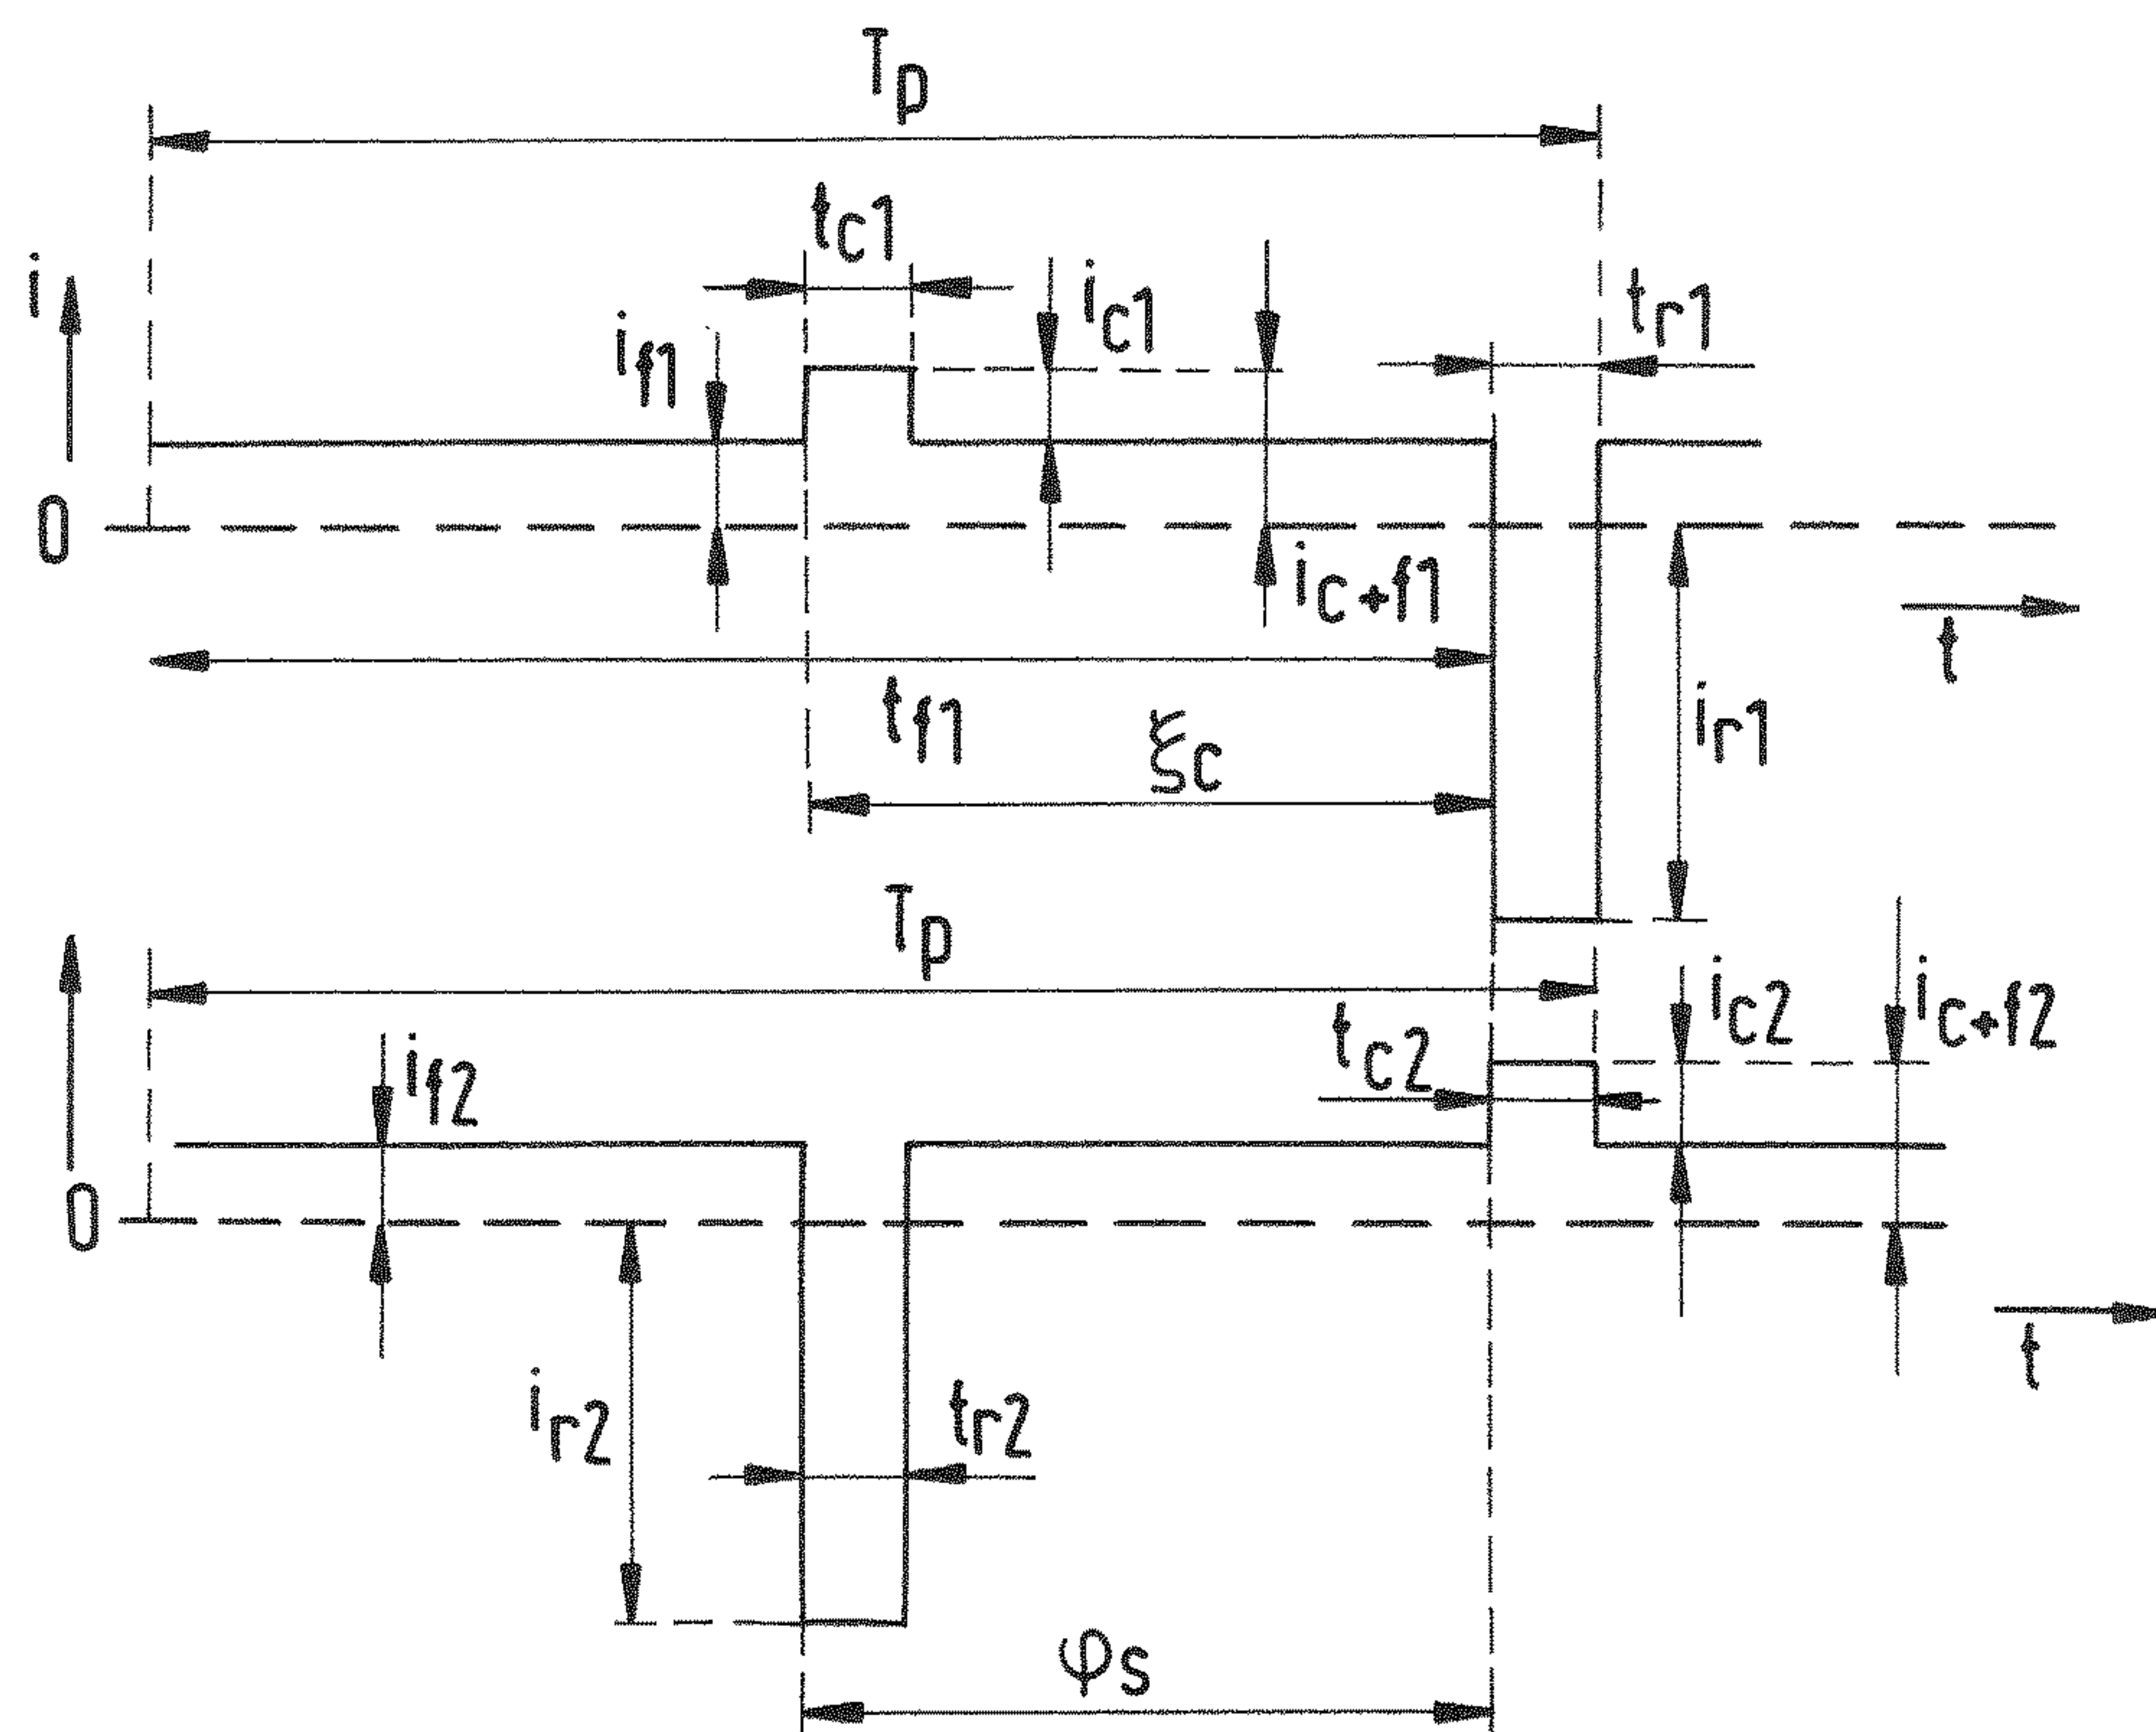 Tp
tc1
i
if1
ic1
tr1
0
ic+f1
t
tf1
ξc
ir1
Tp
if2
tc2
ic2
ic+f2
0
t
ir2
tr2
φs